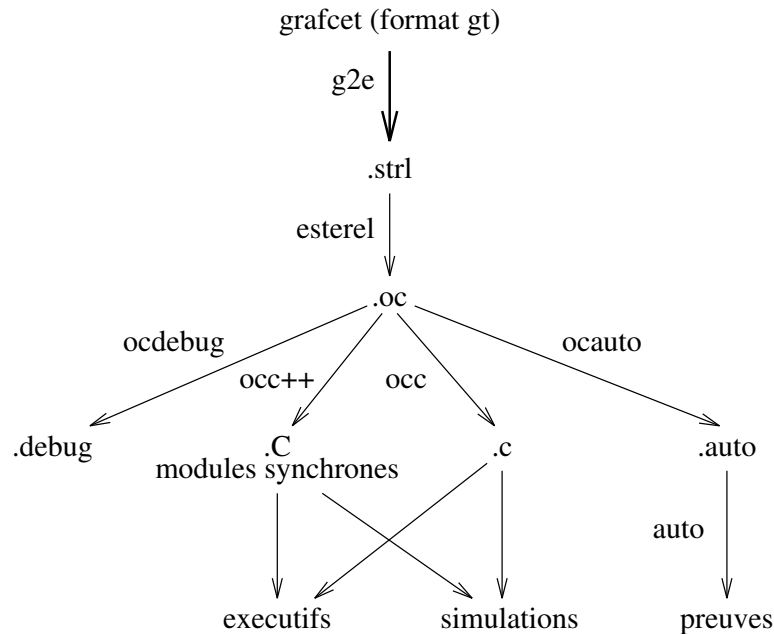 grafcet (format gt)
g2e
.strl
esterel
.oc
ocdebug
occ++
occ
ocauto
.debug
.C
.c
.auto
modules synchrones
auto
executifs
simulations
preuves